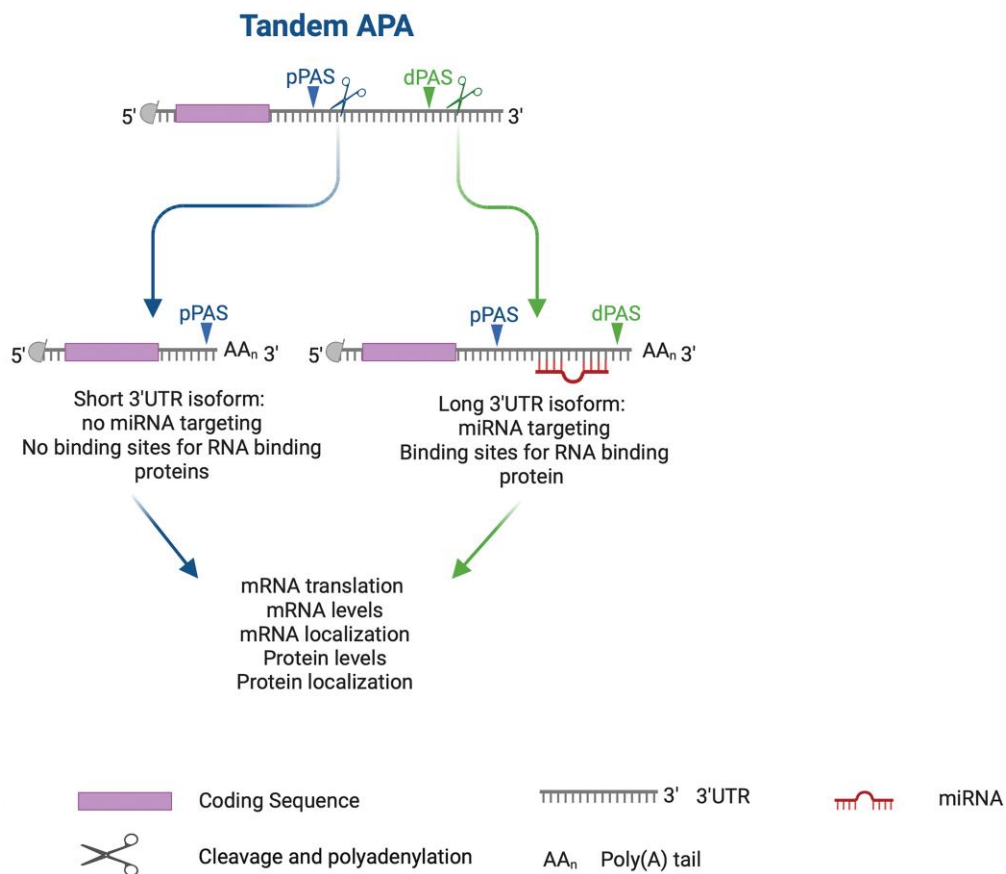 Tandem APA
pPAS
dPAS
5'
3'
pPAS
5'
AAn 3'
pPAS
dPAS
5'
AAn 3'
Short 3'UTR isoform:
no miRNA targeting
No binding sites for RNA binding
proteins
Long 3'UTR isoform:
miRNA targeting
Binding sites for RNA binding
protein
mRNA translation
mRNA levels
mRNA localization
Protein levels
Protein localization
Coding Sequence
3' 3'UTR
miRNA
Cleavage and polyadenylation
AAn Poly(A) tail